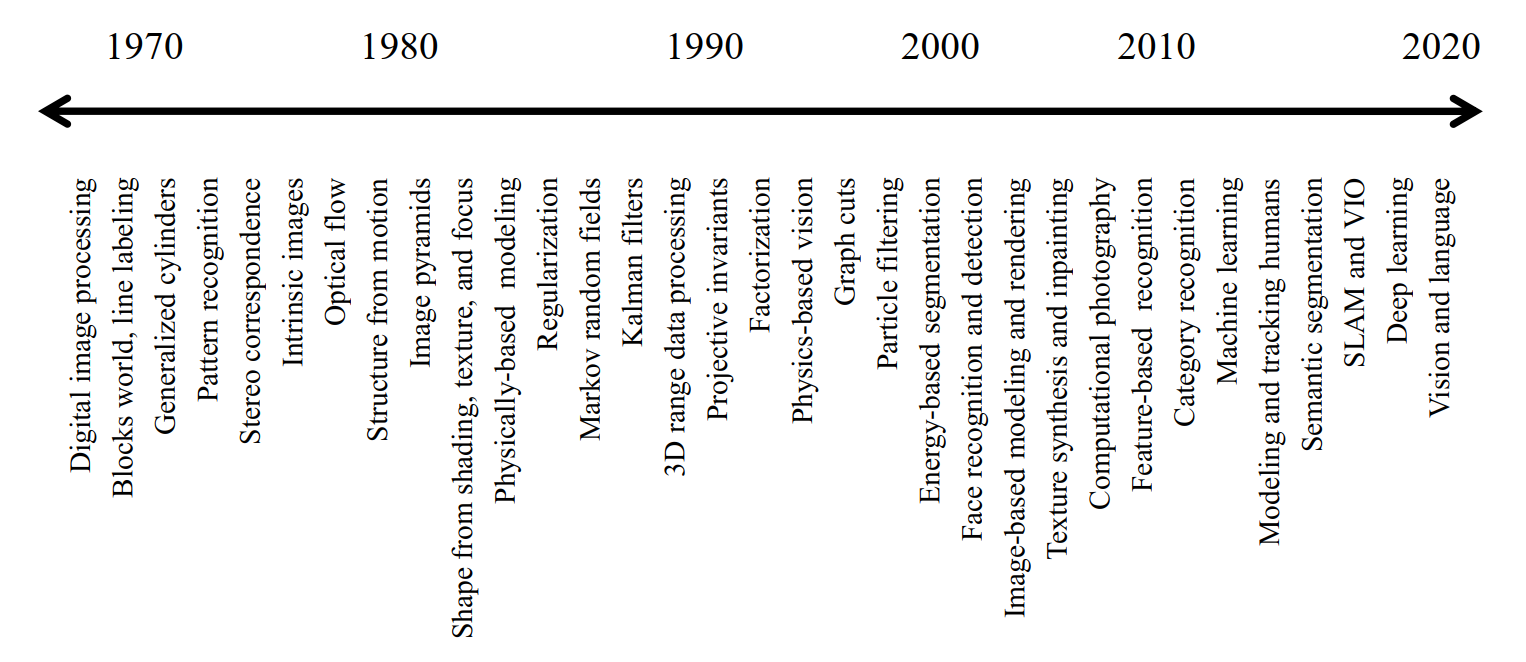 1970 1980 1990 2000 2010 2020
Digital image processing
Blocks world, line labeling
Generalized cylinders
Pattern recognition
Stereo correspondence
Intrinsic images
Optical flow
Structure from motion
Image pyramids
Shape from shading, texture, and focus
Physically-based modeling
Regularization
Markov random fields
Kalman filters
3D range data processing
Projective invariants
Factorization
Physics-based vision
Graph cuts
Particle filtering
Energy-based segmentation
Face recognition and detection
Image-based modeling and rendering
Texture synthesis and inpainting
Computational photography
Feature-based recognition
Category recognition
Machine learning
Modeling and tracking humans
Semantic segmentation
SLAM and VIO
Deep learning
Vision and language